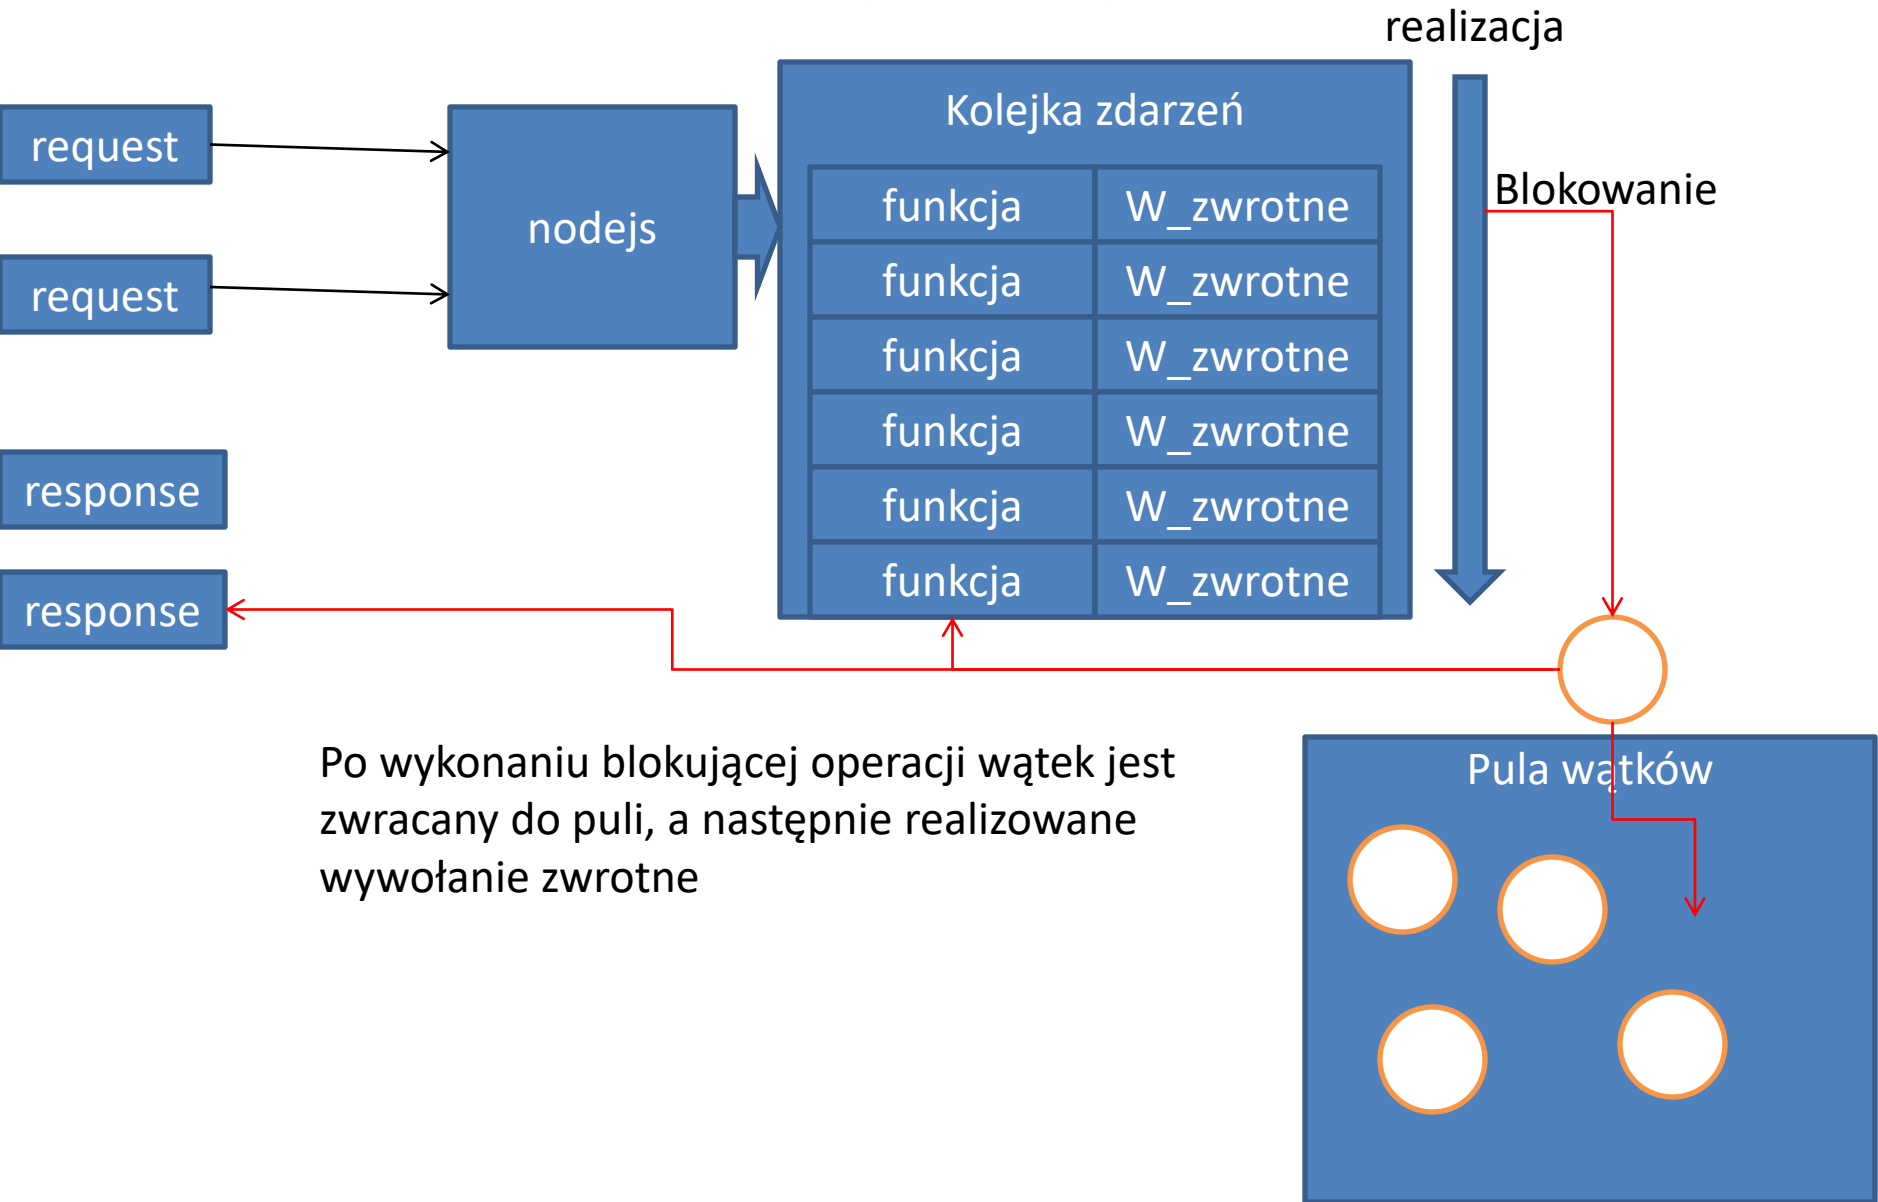 realizacja
Kolejka zdarzeń
request
nodejs
request
funkcja W_zwrotne
funkcja W_zwrotne
funkcja W_zwrotne
funkcja W_zwrotne
funkcja W_zwrotne
funkcja W_zwrotne
Blokowanie
response
response
Po wykonaniu blokującej operacji wątek jest
zwracany do puli, a następnie realizowane
wywołanie zwrotne
Pula wątków